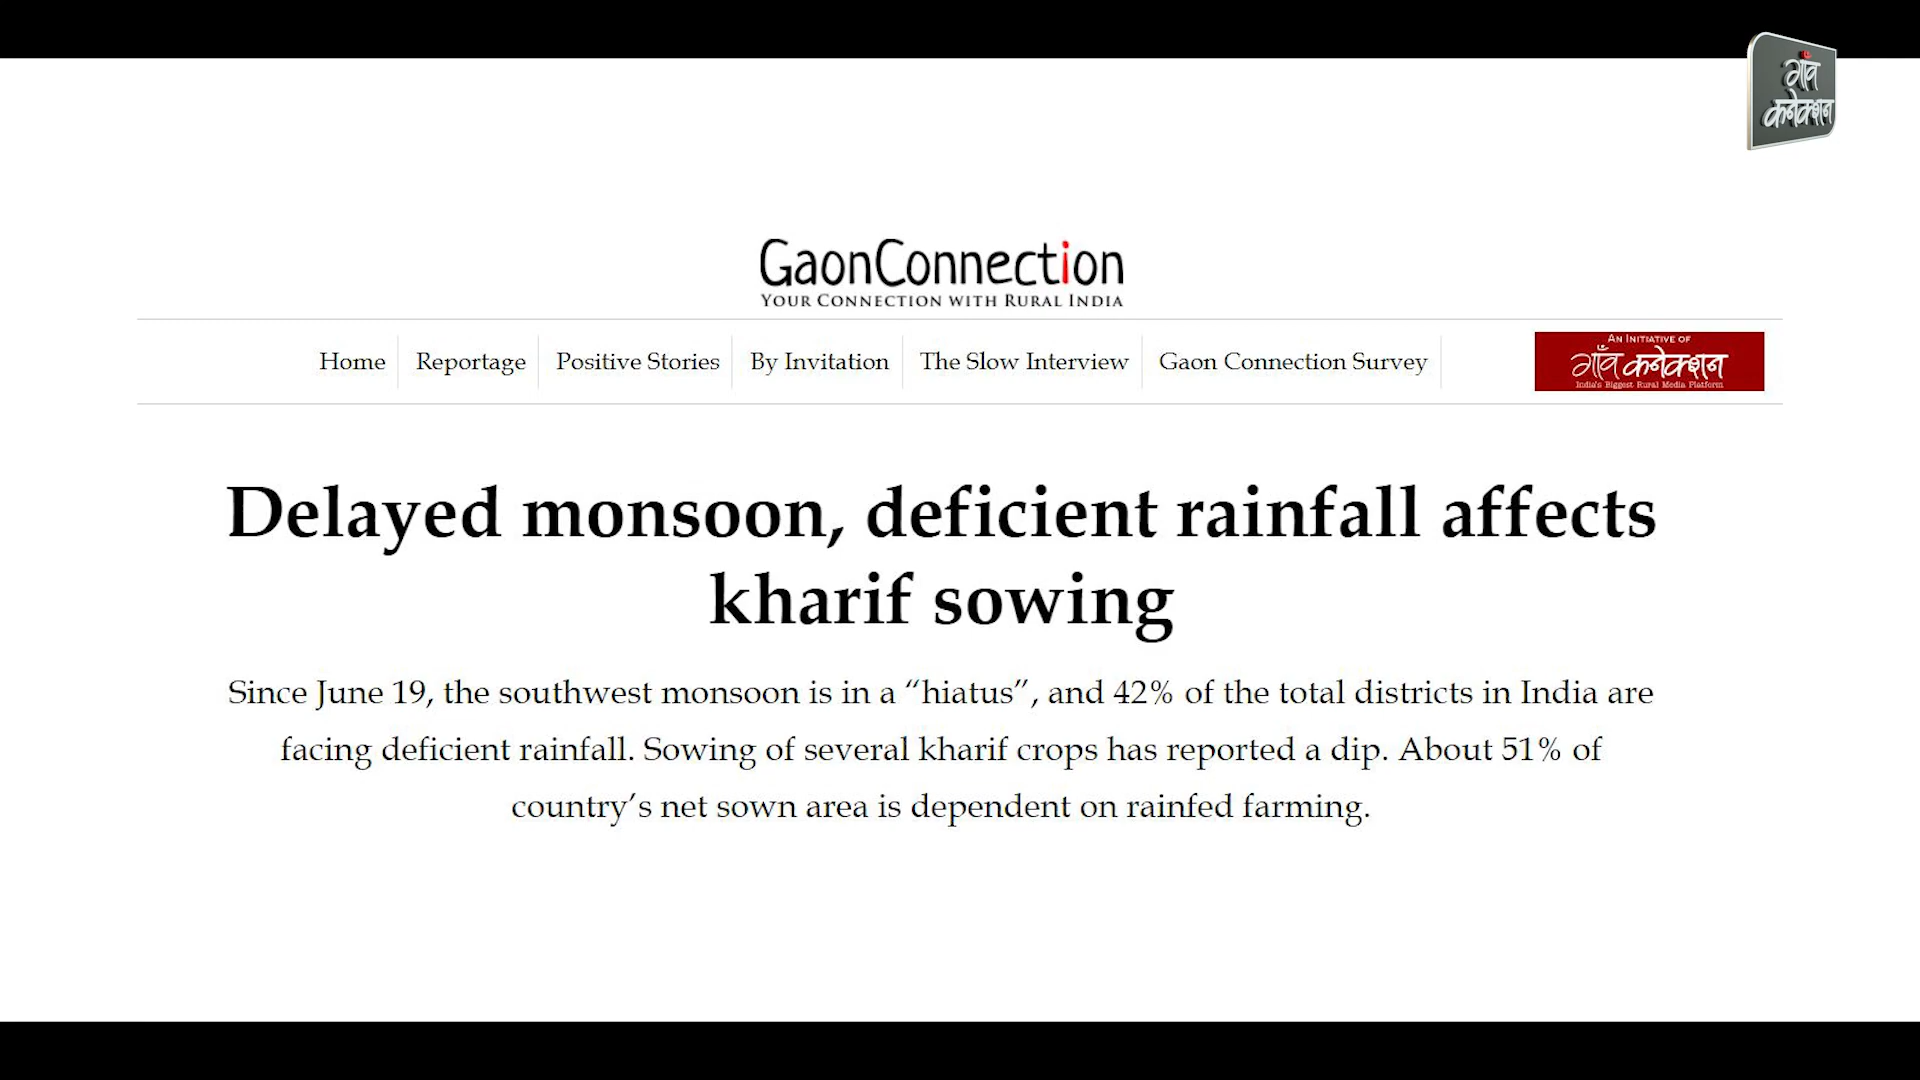 गाँव
कनेक्शन
GaonConnection
YOUR CONNECTION WITH RURAL INDIA
Home
Reportage
Positive Stories
By Invitation
The Slow Interview
Gaon Connection Survey
AN INITIATIVE OF
गाँव कनेक्शन
India's Biggest Rural Media Platform
Delayed monsoon, deficient rainfall affects
kharif sowing
Since June 19, the southwest monsoon is in a “hiatus”, and 42% of the total districts in India are
facing deficient rainfall. Sowing of several kharif crops has reported a dip. About 51% of
country’s net sown area is dependent on rainfed farming.